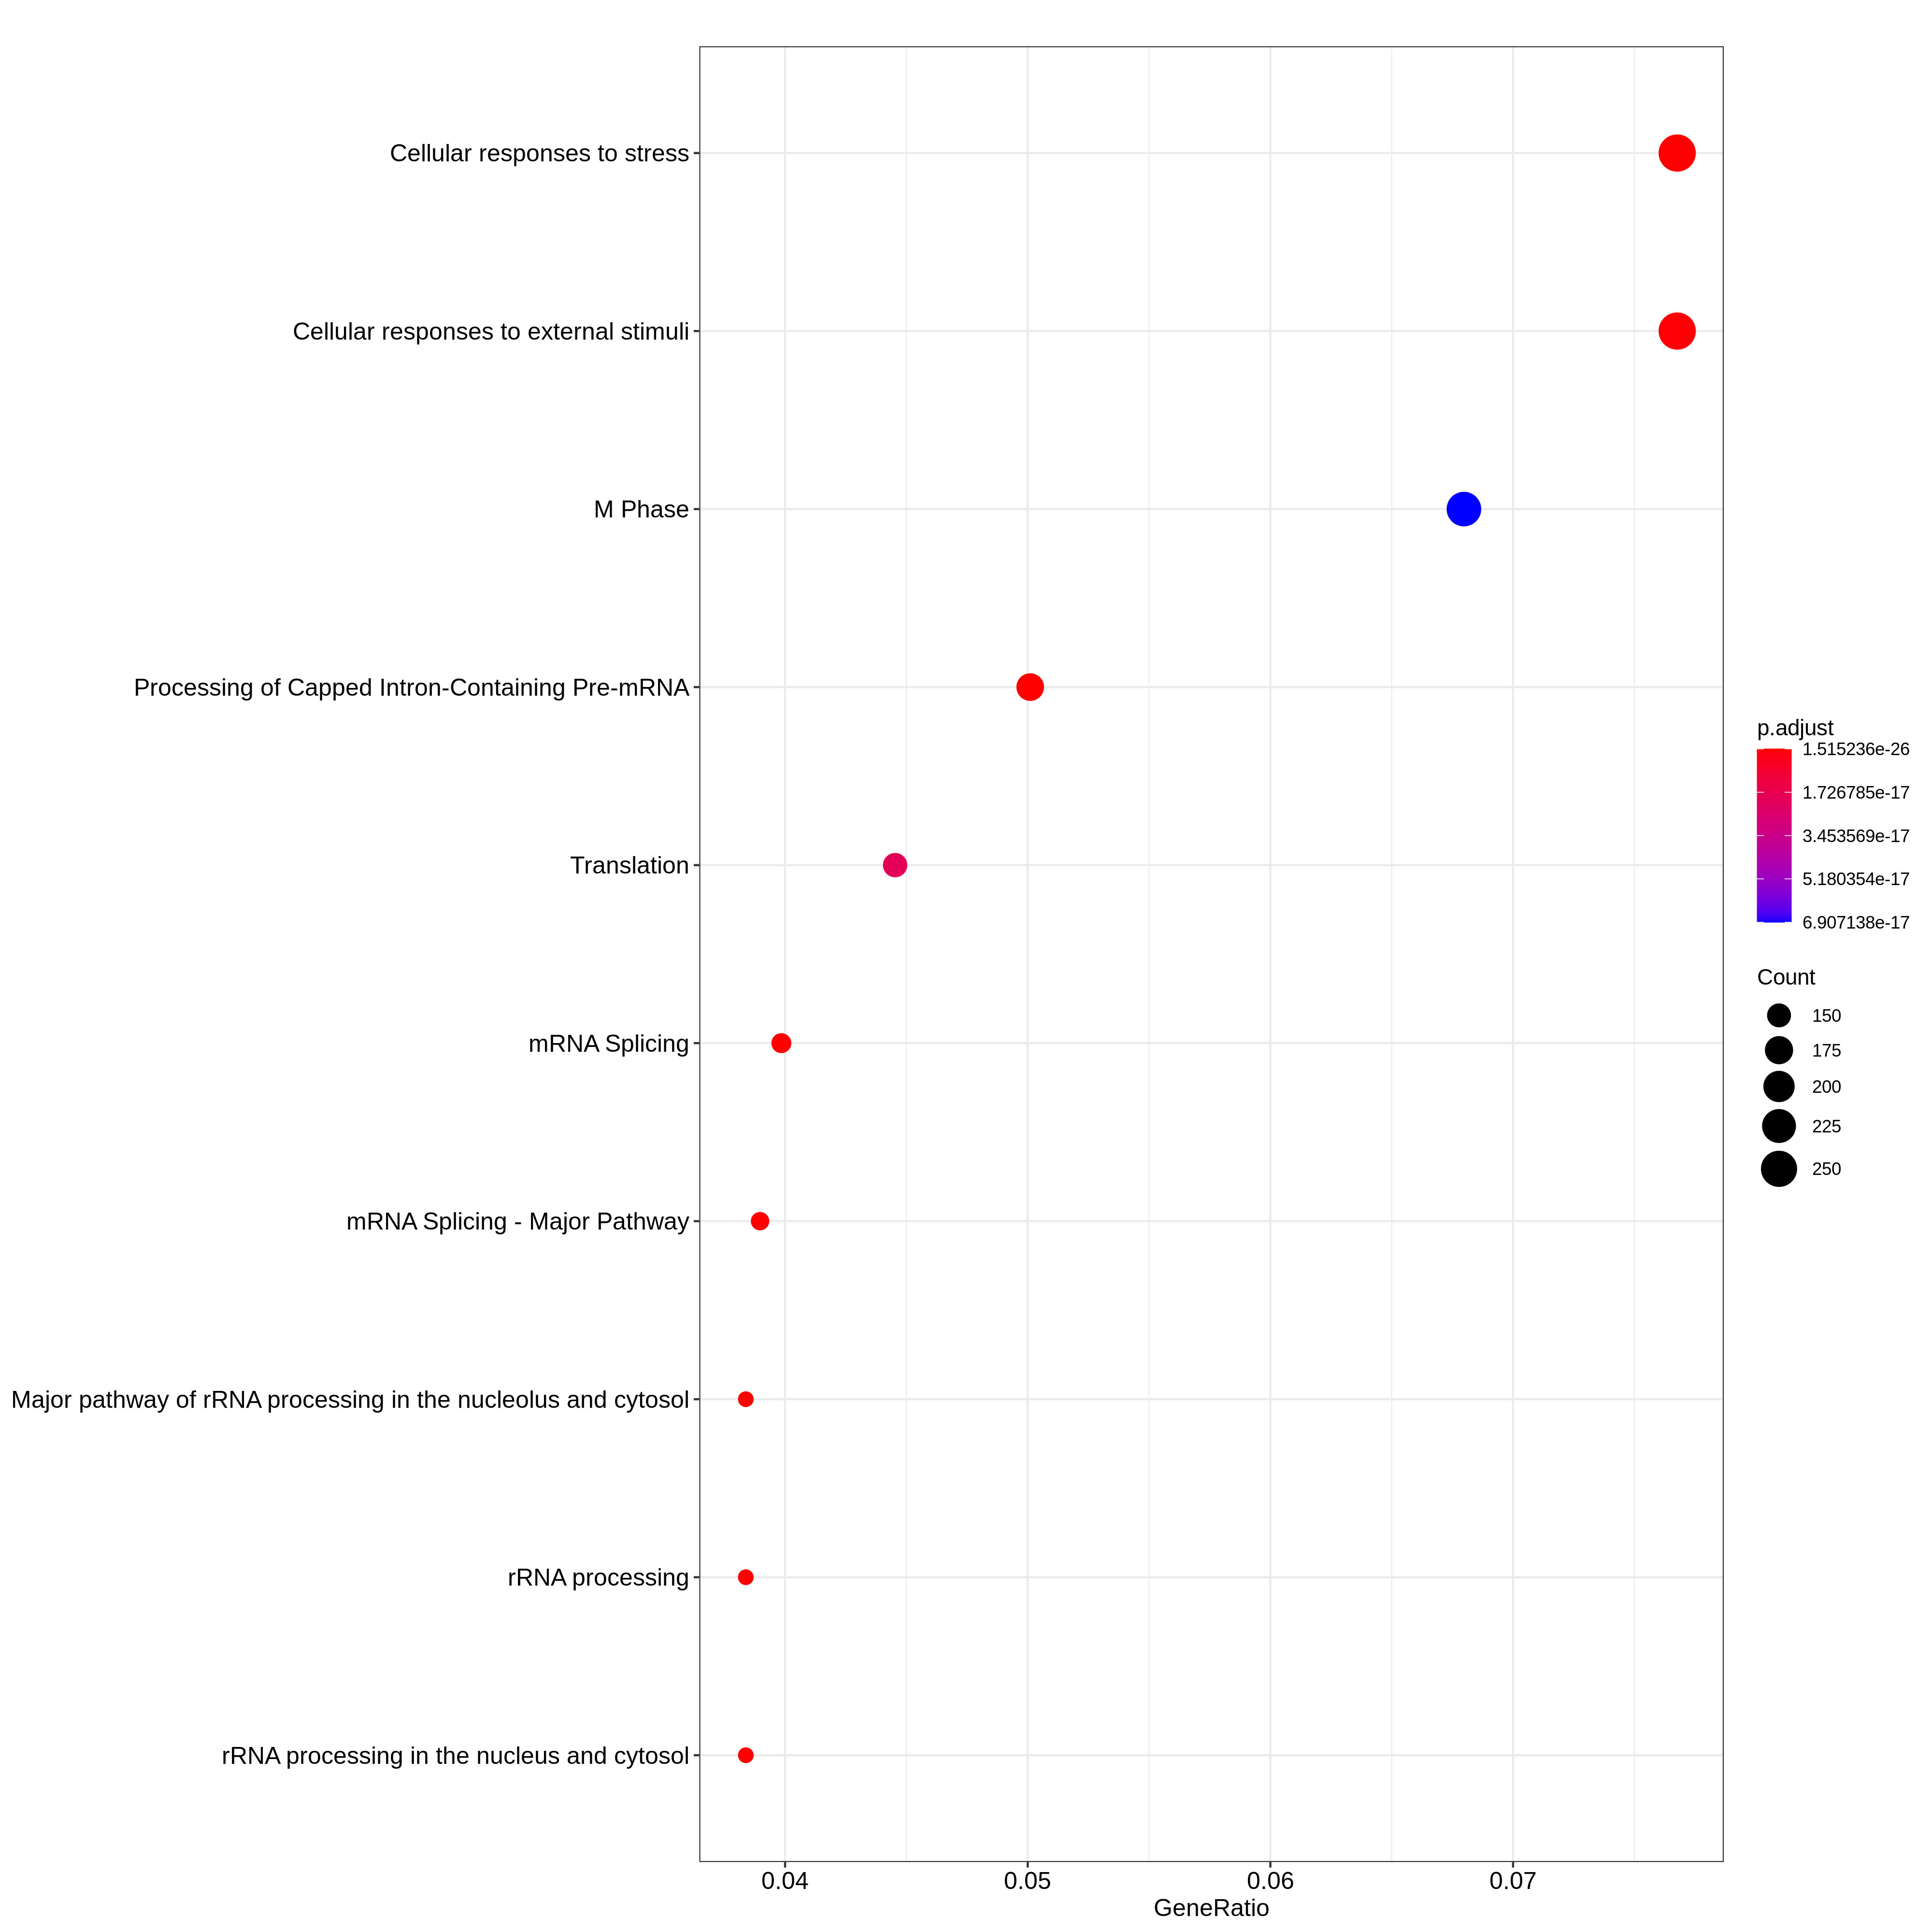 Cellular responses to stress
Cellular responses to external stimuli
M Phase
Processing of Capped Intron-Containing Pre-mRNA
Translation
mRNA Splicing
mRNA Splicing - Major Pathway
Major pathway of rRNA processing in the nucleolus and cytosol
rRNA processing
rRNA processing in the nucleus and cytosol
0.04 0.05 0.06 0.07
GeneRatio
p.adjust
1.515236e-26
1.726785e-17
3.453569e-17
5.180354e-17
6.907138e-17
Count
150
175
200
225
250